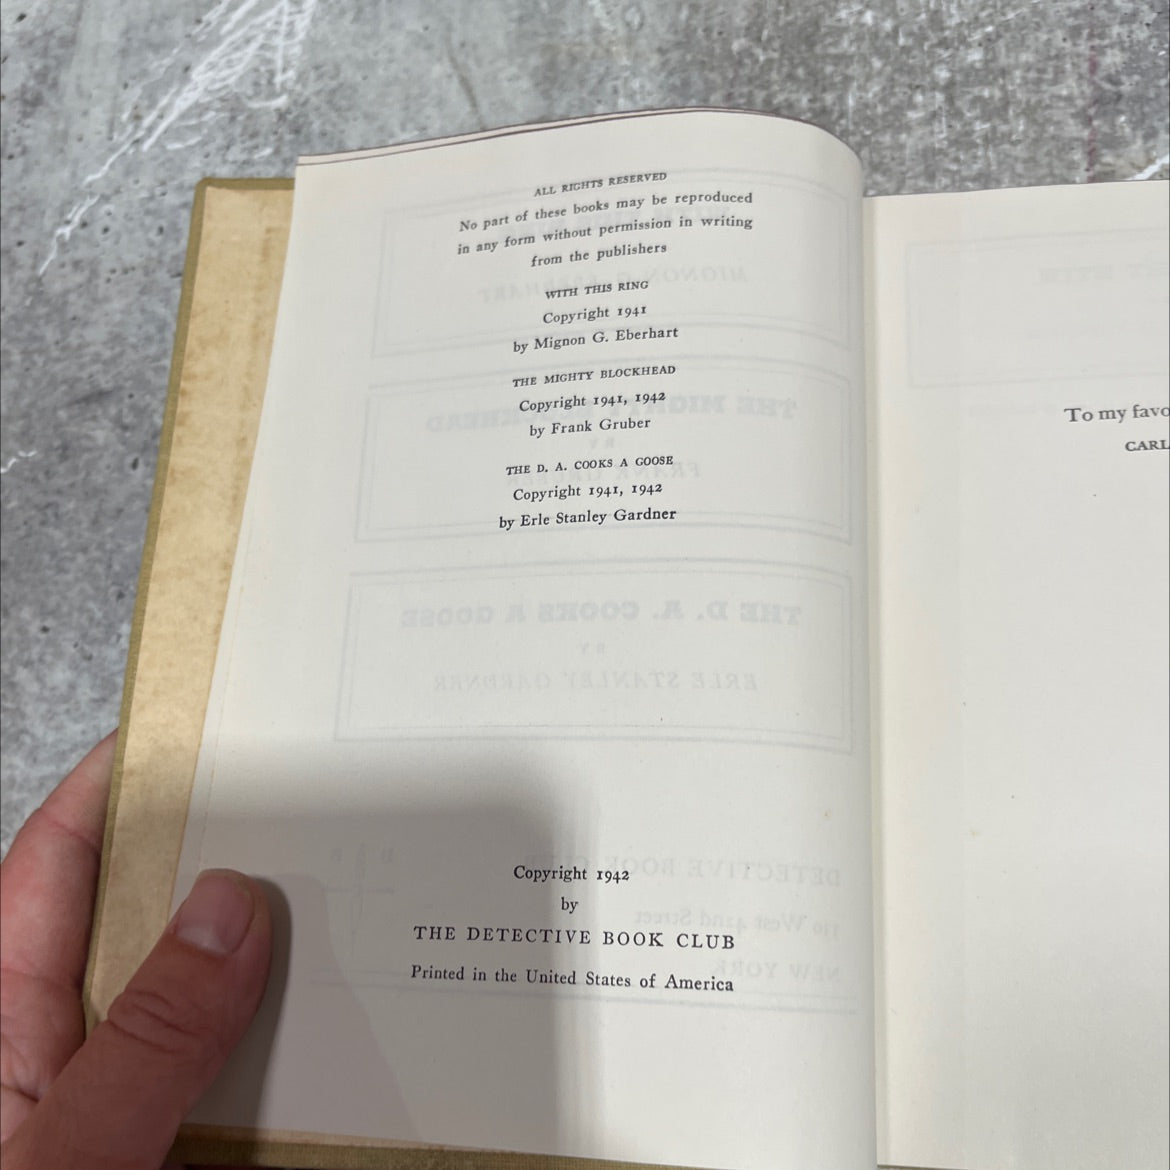 ALL RIGHTS RESERVED
No part of these books may be reproduced
in any form without permission in writing
from the publishers
WITH THIS RING
Copyright 1941
by Mignon G. Eberhart
THE MIGHTY BLOCKHEAD
Copyright 1941, 1942
by Frank Gruber
THE D. A. COOKS A GOOSE
Copyright 1941, 1942
by Erle Stanley Gardner
Copyright 1942
by
THE DETECTIVE BOOK CLUB
Printed in the United States of America
To my favo
CARL